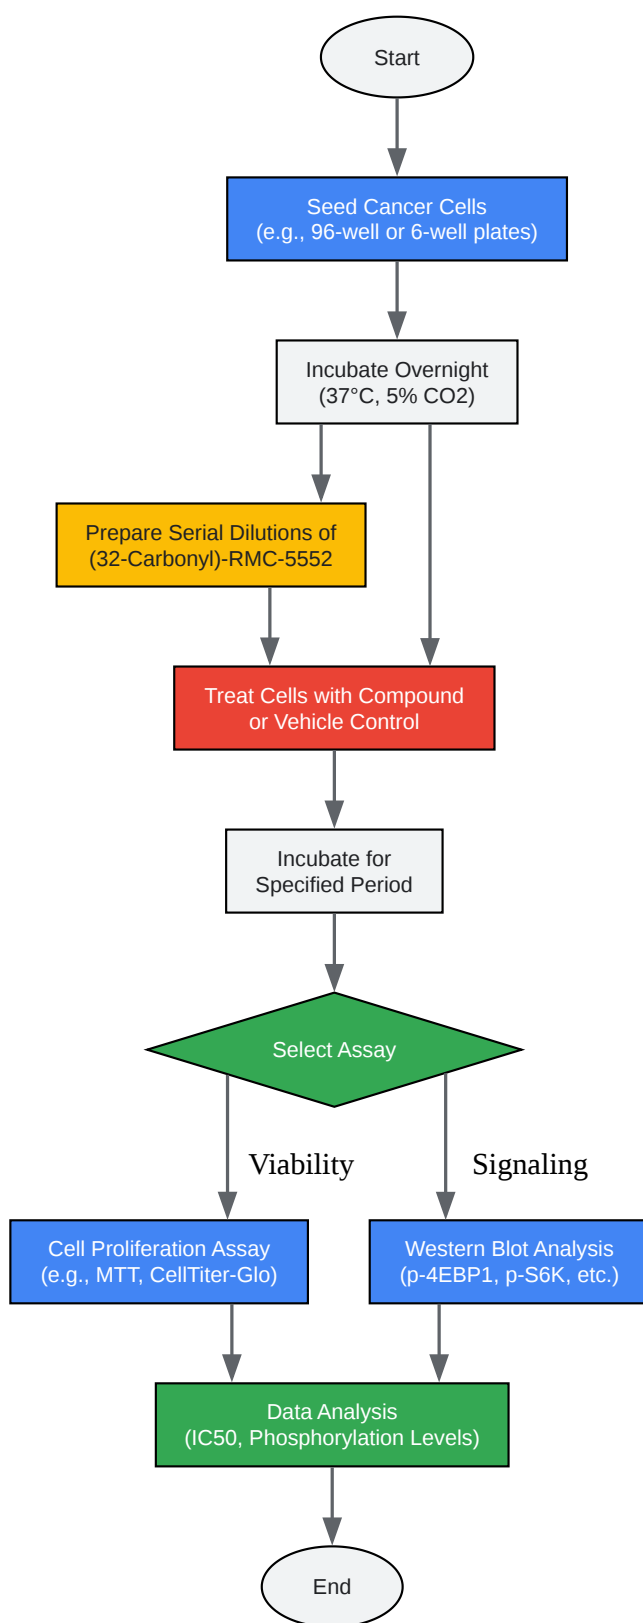 Start
Seed Cancer Cells
(e.g., 96-well or 6-well plates)
Incubate Overnight
(37°C, 5% CO2)
Prepare Serial Dilutions of
(32-Carbonyl)-RMC-5552
Treat Cells with Compound
or Vehicle Control
Incubate for
Specified Period
Select Assay
Viability
Signaling
Cell Proliferation Assay
(e.g., MTT, CellTiter-Glo)
Western Blot Analysis
(p-4EBP1, p-S6K, etc.)
Data Analysis
(IC50, Phosphorylation Levels)
End